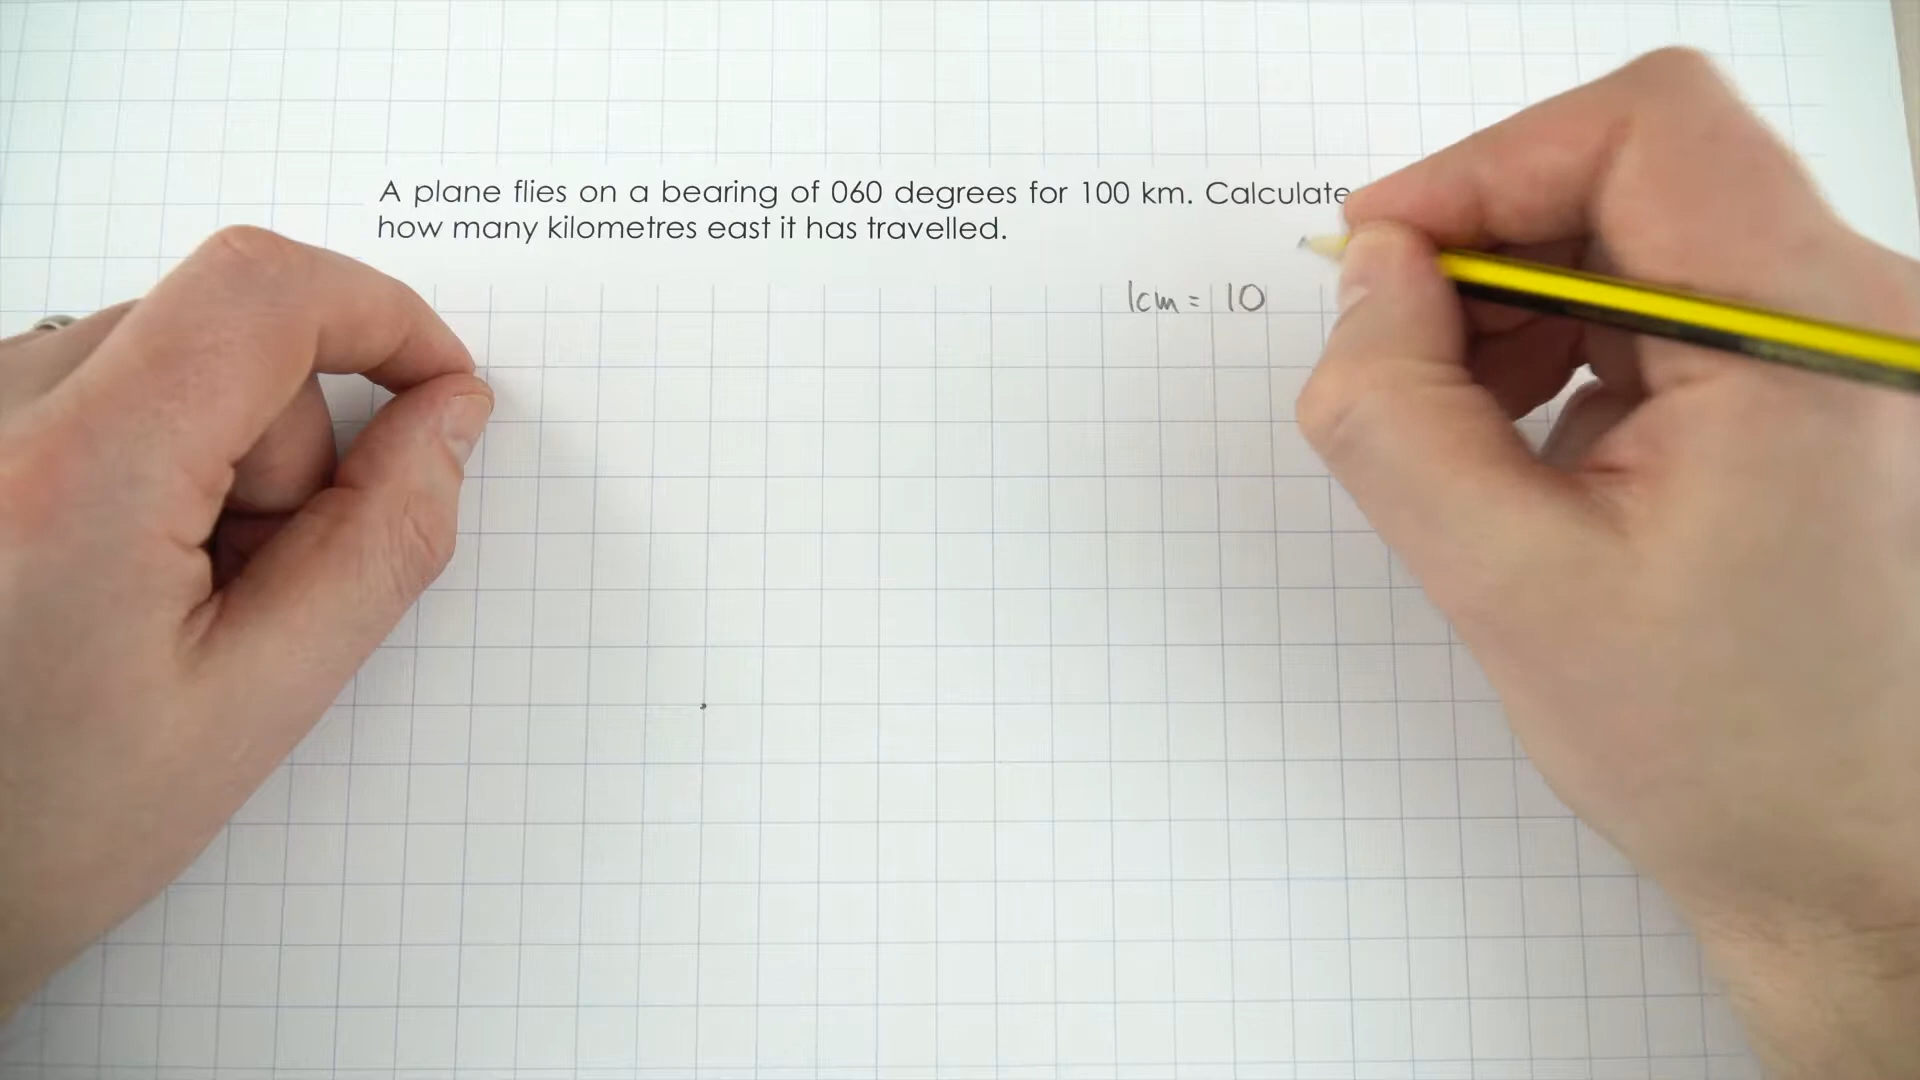 A plane flies on a bearing of 060 degrees for 100 km. Calculate
how many kilometres east it has travelled.
1cm = 10